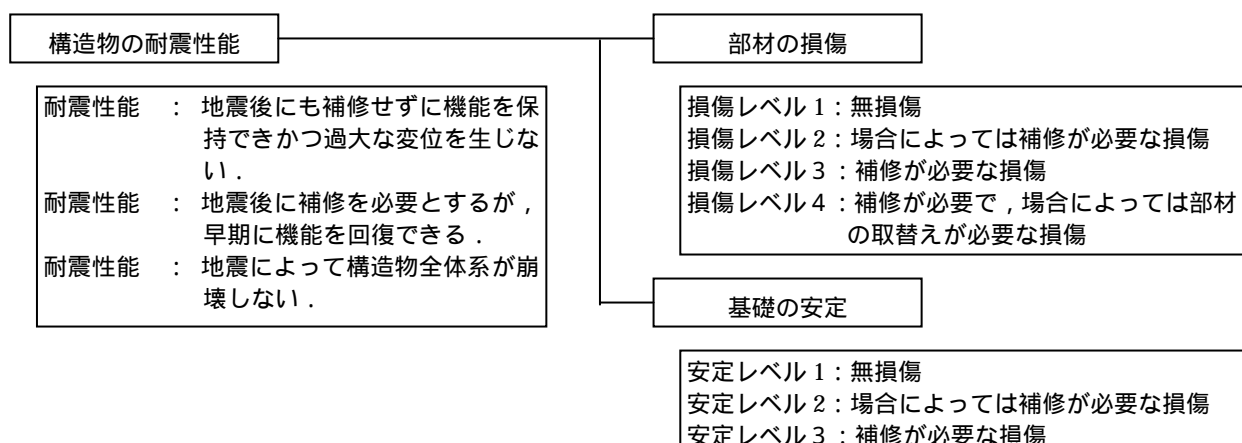 構造物の耐震性能
耐震性能 : 地震後にも補修せずに機能を保
持できかつ過大な変位を生じな
い.
耐震性能 : 地震後に補修を必要とするが,
早期に機能を回復できる.
耐震性能 : 地震によって構造物全体系が崩
壊しない.
部材の損傷
損傷レベル1:無損傷
損傷レベル2:場合によっては補修が必要な損傷
損傷レベル3:補修が必要な損傷
損傷レベル4:補修が必要で,場合によっては部材
の取替えが必要な損傷
基礎の安定
安定レベル1:無損傷
安定レベル2:場合によっては補修が必要な損傷
安定レベル3:補修が必要な損傷